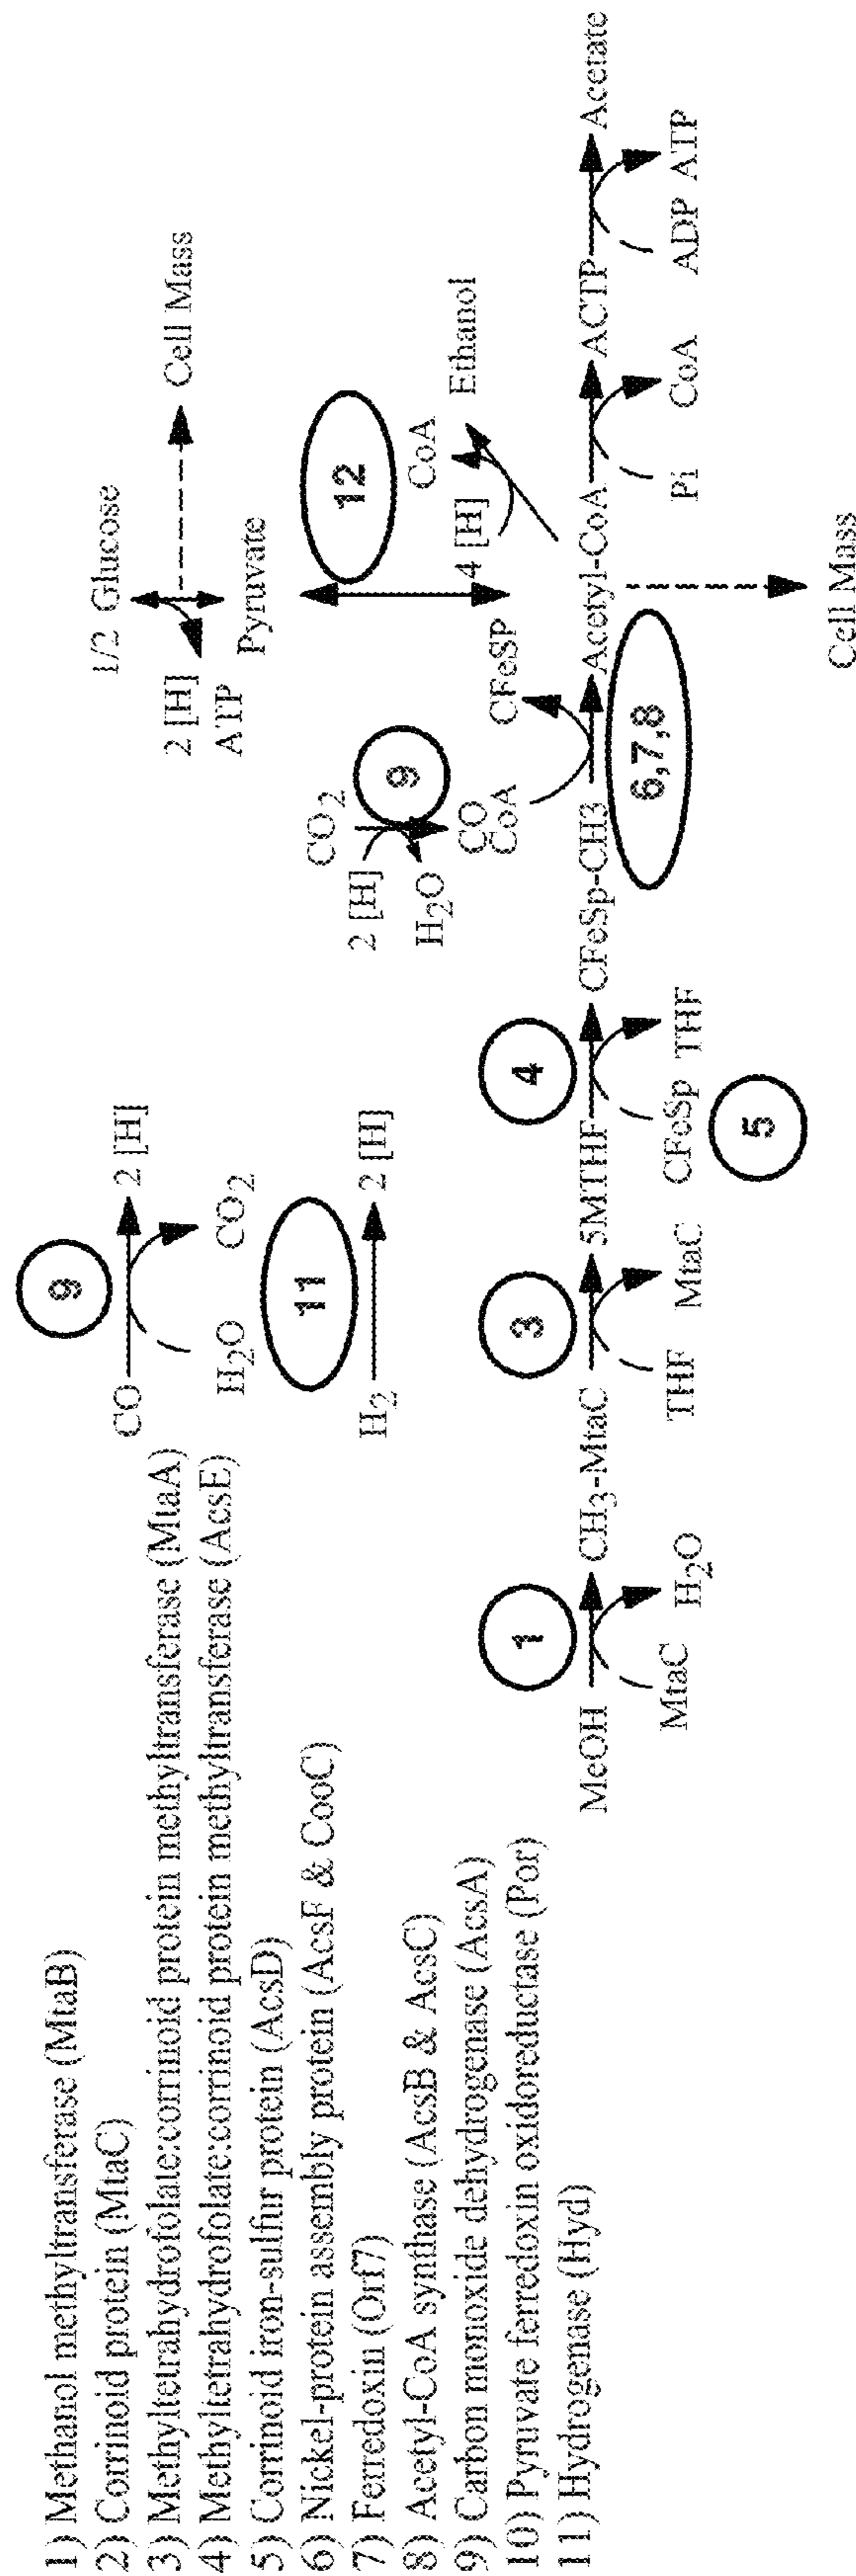 1) Methanol methyltransferase (MtaB)
2) Corrinoid protein (MtaC)
3) Methyltetrahydrofolate:corrinoid protein methyltransferase (MtaA)
4) Methyltetrahydrofolate:corrinoid protein methyltransferase (AcsE)
5) Corrinoid iron-sulfur protein (AcsD)
6) Nickel-protein assembly protein (AcsF & CooC)
7) Ferredoxin (Orf7)
8) Acetyl-CoA synthase (AcsB & AcsC)
9) Carbon monoxide dehydrogenase (AcsA)
10) Pyruvate ferredoxin oxidoreductase (Por)
11) Hydrogenase (Hyd)
9
CO 2 [H]
H2O CO2
11
H2 2 [H]
1/2 Glucose
2 [H]
ATP
Cell Mass
Pyruvate
12
CO2
2 [H]
9
H2O
CO
CoA
CFeSP
4 [H]
CoA
Ethanol
1
3
4
MeOH CH3-MtaC 5MTHF CFeSp-CH3 Acetyl-CoA ACTP Acetate
MtaC H2O THF MtaC CFeSp THF Pi CoA ADP ATP
5
6,7,8
Cell Mass